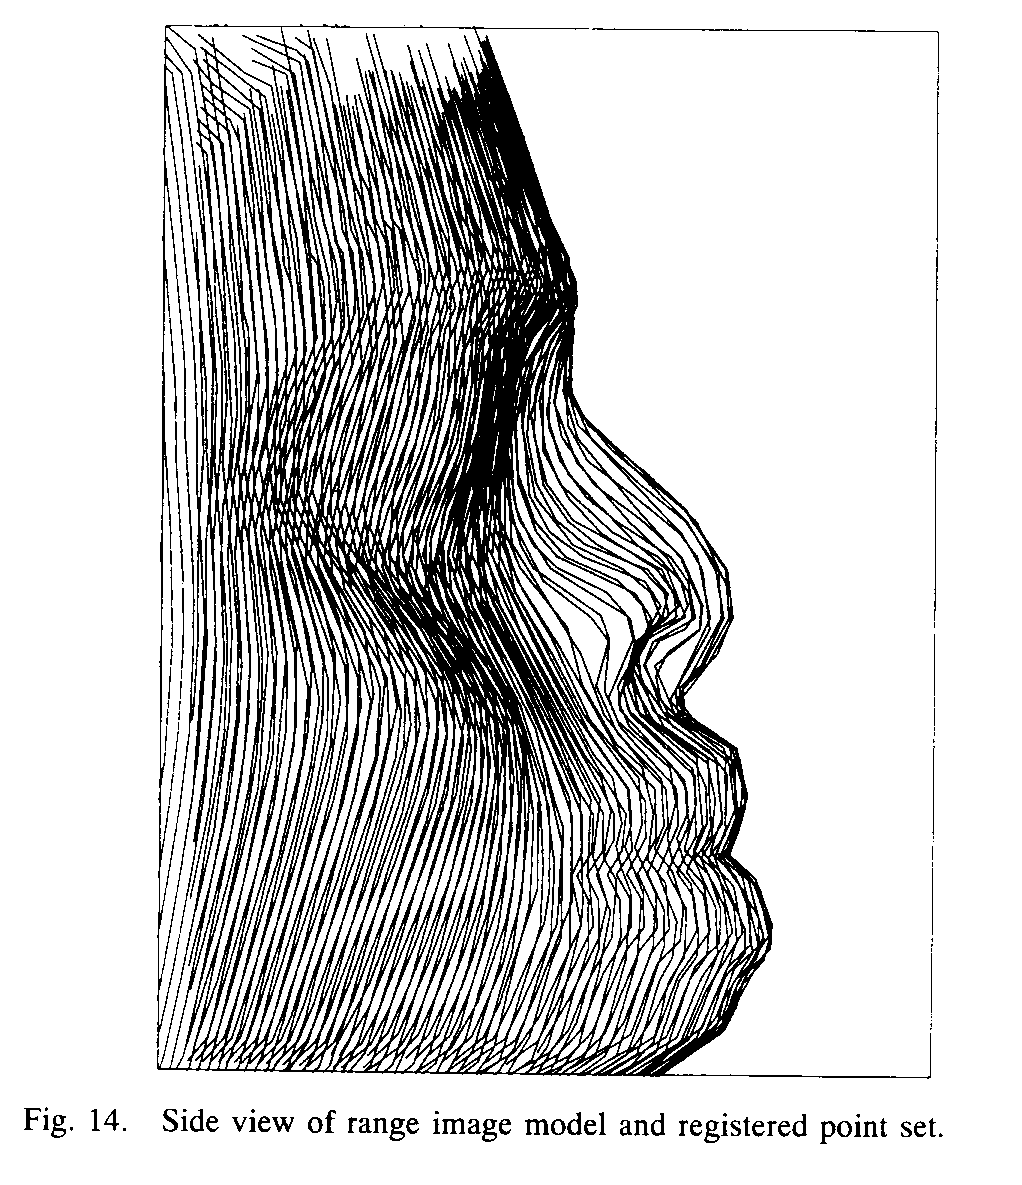 Fig. 14. Side view of range image model and registered point set.